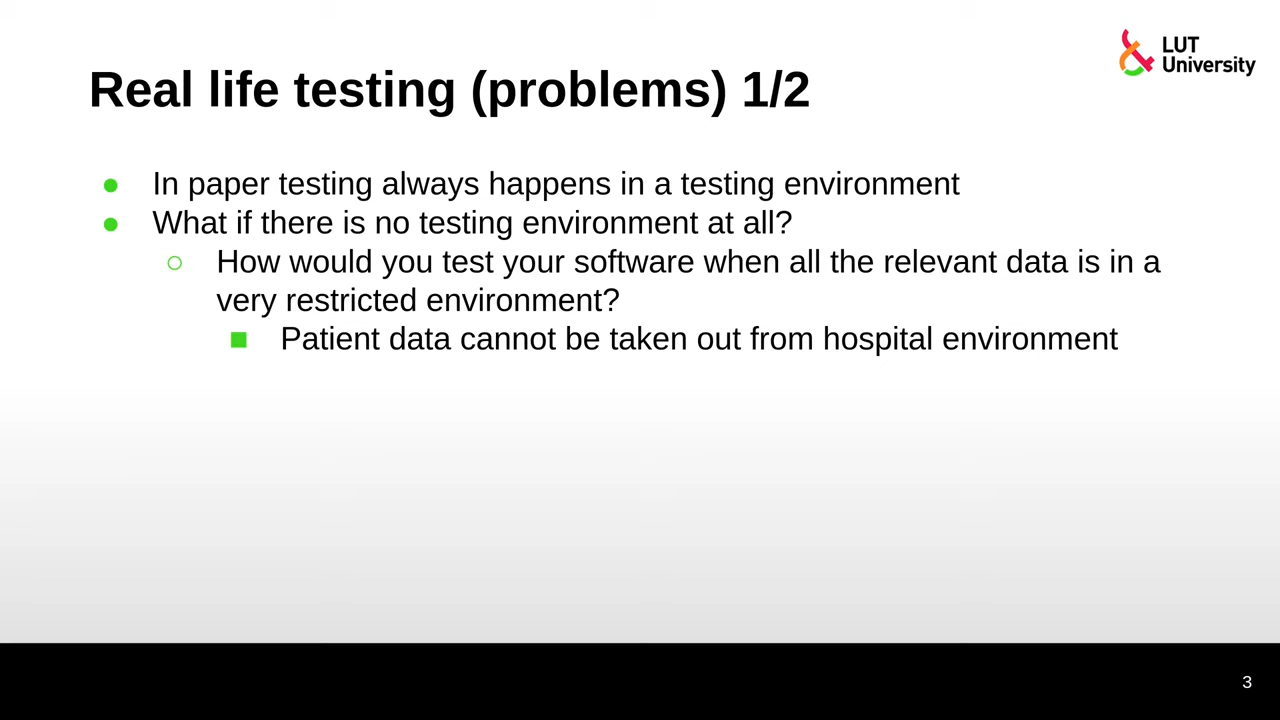 LUT
University
Real life testing (problems) 1/2
● In paper testing always happens in a testing environment
● What if there is no testing environment at all?
○ How would you test your software when all the relevant data is in a
very restricted environment?
■ Patient data cannot be taken out from hospital environment
3